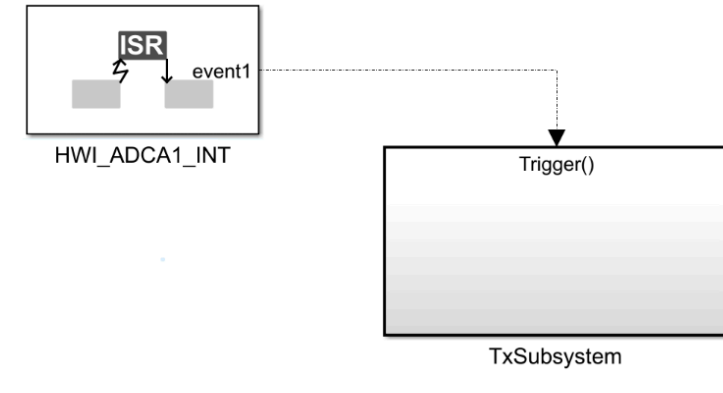 ISR
event1
HWI_ADCA1_INT
Trigger()
TxSubsystem